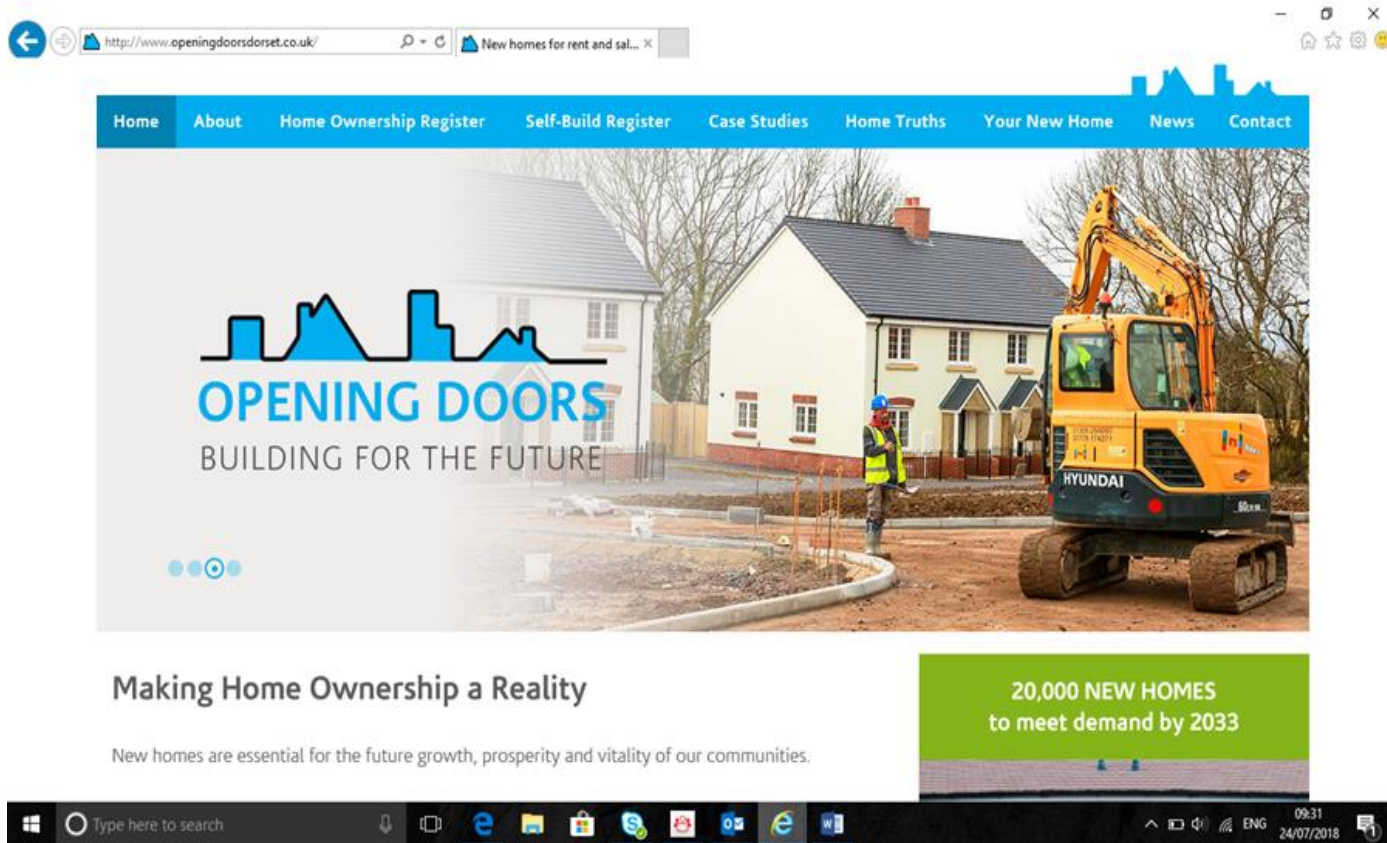 http://www.openingdoorsdorset.co.uk/
New homes for rent and sal...
Home About Home Ownership Register Self-Build Register Case Studies Home Truths Your New Home News Contact
OPENING DOORS
BUILDING FOR THE FUTURE
HYUNDAI
Making Home Ownership a Reality
New homes are essential for the future growth, prosperity and vitality of our communities.
20,000 NEW HOMES
to meet demand by 2033
Type here to search
ENG
09:31
24/07/2018